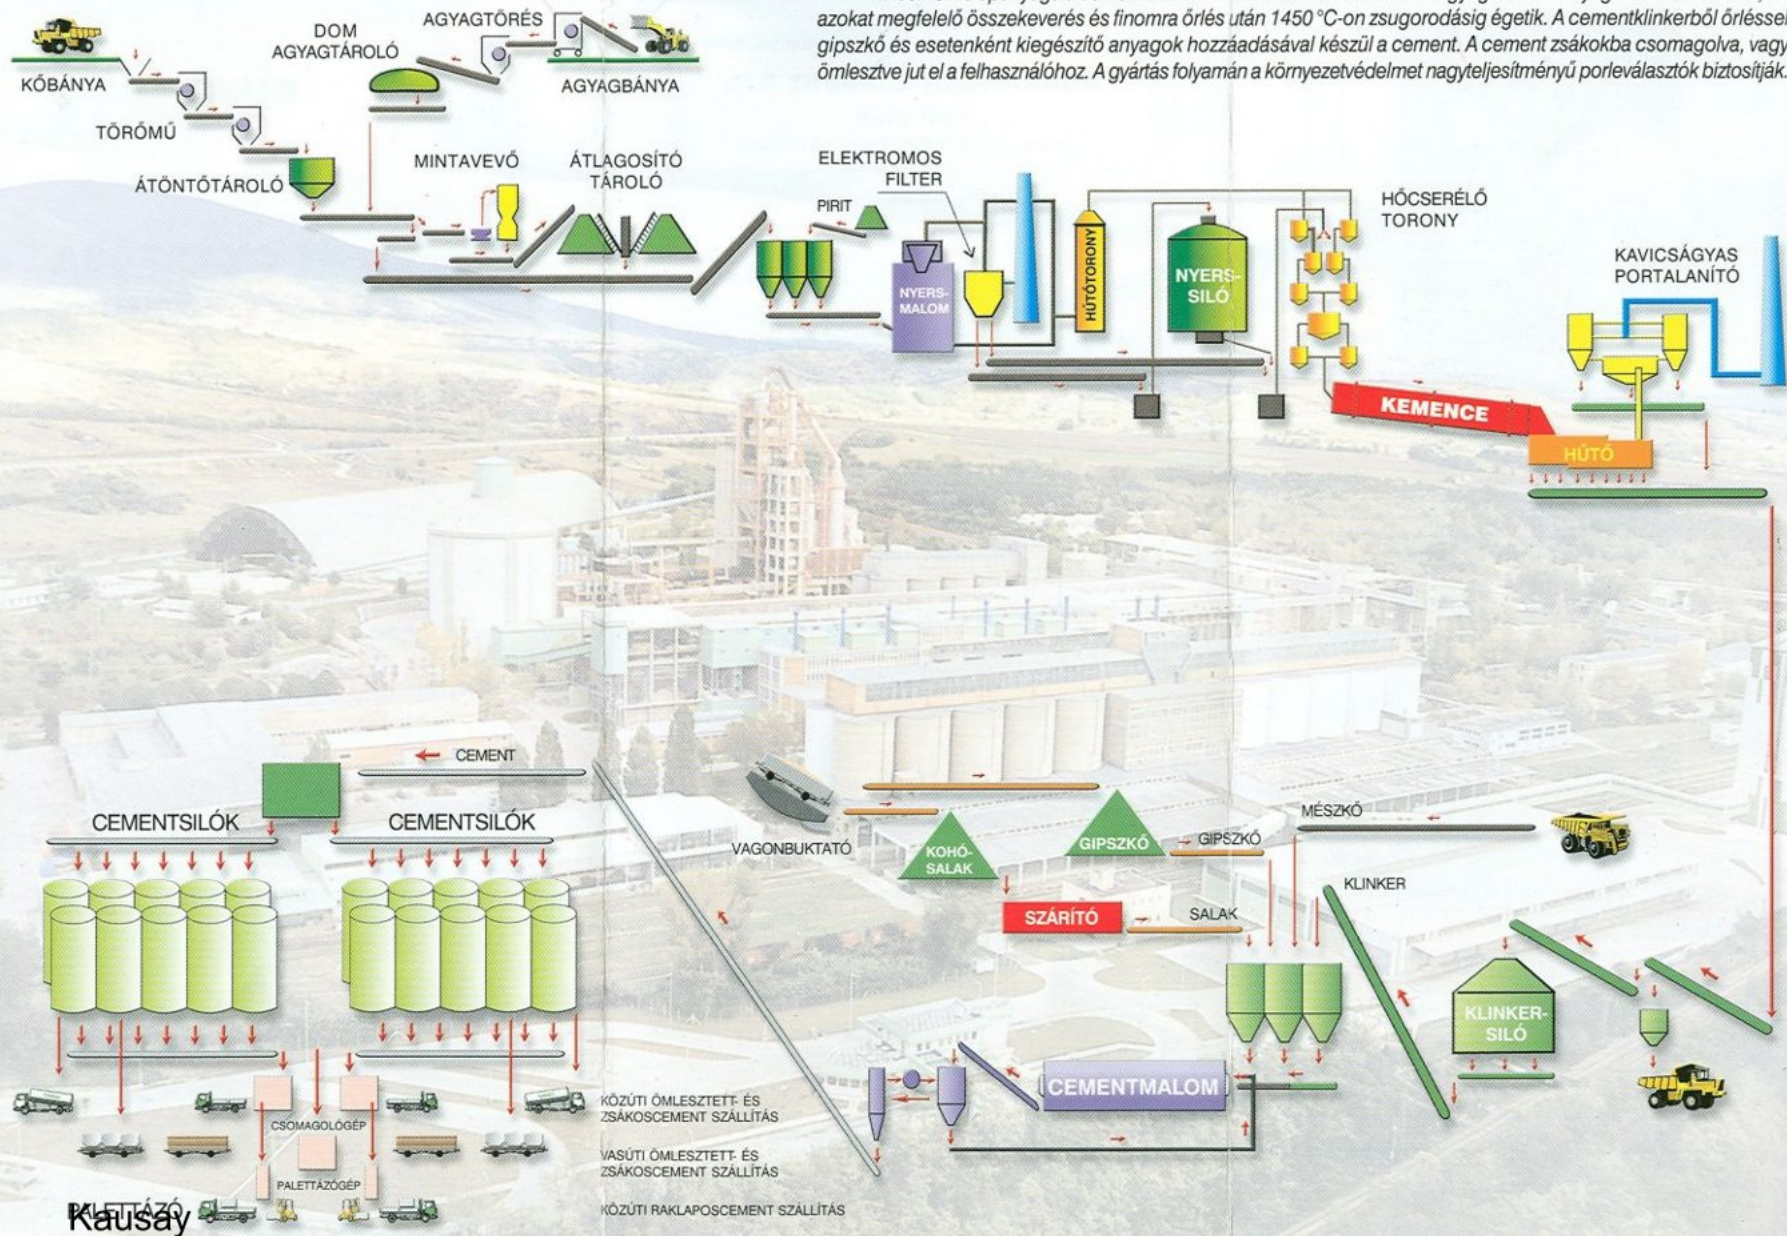 azokat megfelelő összekeverés és finomra őrlés után 1450 °C-on zsugorodásig égetik. A cementklinkerből őrléssel
gipszkő és esetenként kiegészítő anyagok hozzáadásával készül a cement. A cement zsákokba csomagolva, vagy
ömlesztve jut el a felhasználóhoz. A gyártás folyamán a környezetvédelmet nagyteljesítményű porleválasztók biztosítják.
KŐBÁNYA
TÖRŐMŰ
ÁTÖNTŐTÁROLÓ
DOM
AGYAGTÁROLÓ
AGYAGTÖRÉS
AGYAGBÁNYA
MINTAVEVŐ
ÁTLAGOSÍTÓ
TÁROLÓ
ELEKTROMOS
FILTER
PIRIT
NYERS-
MALOM
HŰTŐTORONY
NYERS-
SILÓ
HŐCSERÉLŐ
TORONY
KAVICSÁGYAS
PORTALANÍTÓ
KEMENCE
HŰTŐ
CEMENT
CEMENTSILÓK
CEMENTSILÓK
VAGONBUKTATÓ
KOHÓ-
SALAK
GIPSZKŐ
GIPSZKŐ
MÉSZKŐ
KLINKER
SZÁRÍTÓ
SALAK
KLINKER-
SILÓ
CEMENTMALOM
CSOMAGOLÓGÉP
PALETTÁZÓGÉP
KÖZÚTI ÖMLESZTETT- ÉS
ZSÁKOSCEMENT SZÁLLÍTÁS
VASÚTI ÖMLESZTETT- ÉS
ZSÁKOSCEMENT SZÁLLÍTÁS
KÖZÚTI RAKLAPOSCEMENT SZÁLLÍTÁS
PALETTÁZÓ
Kausay